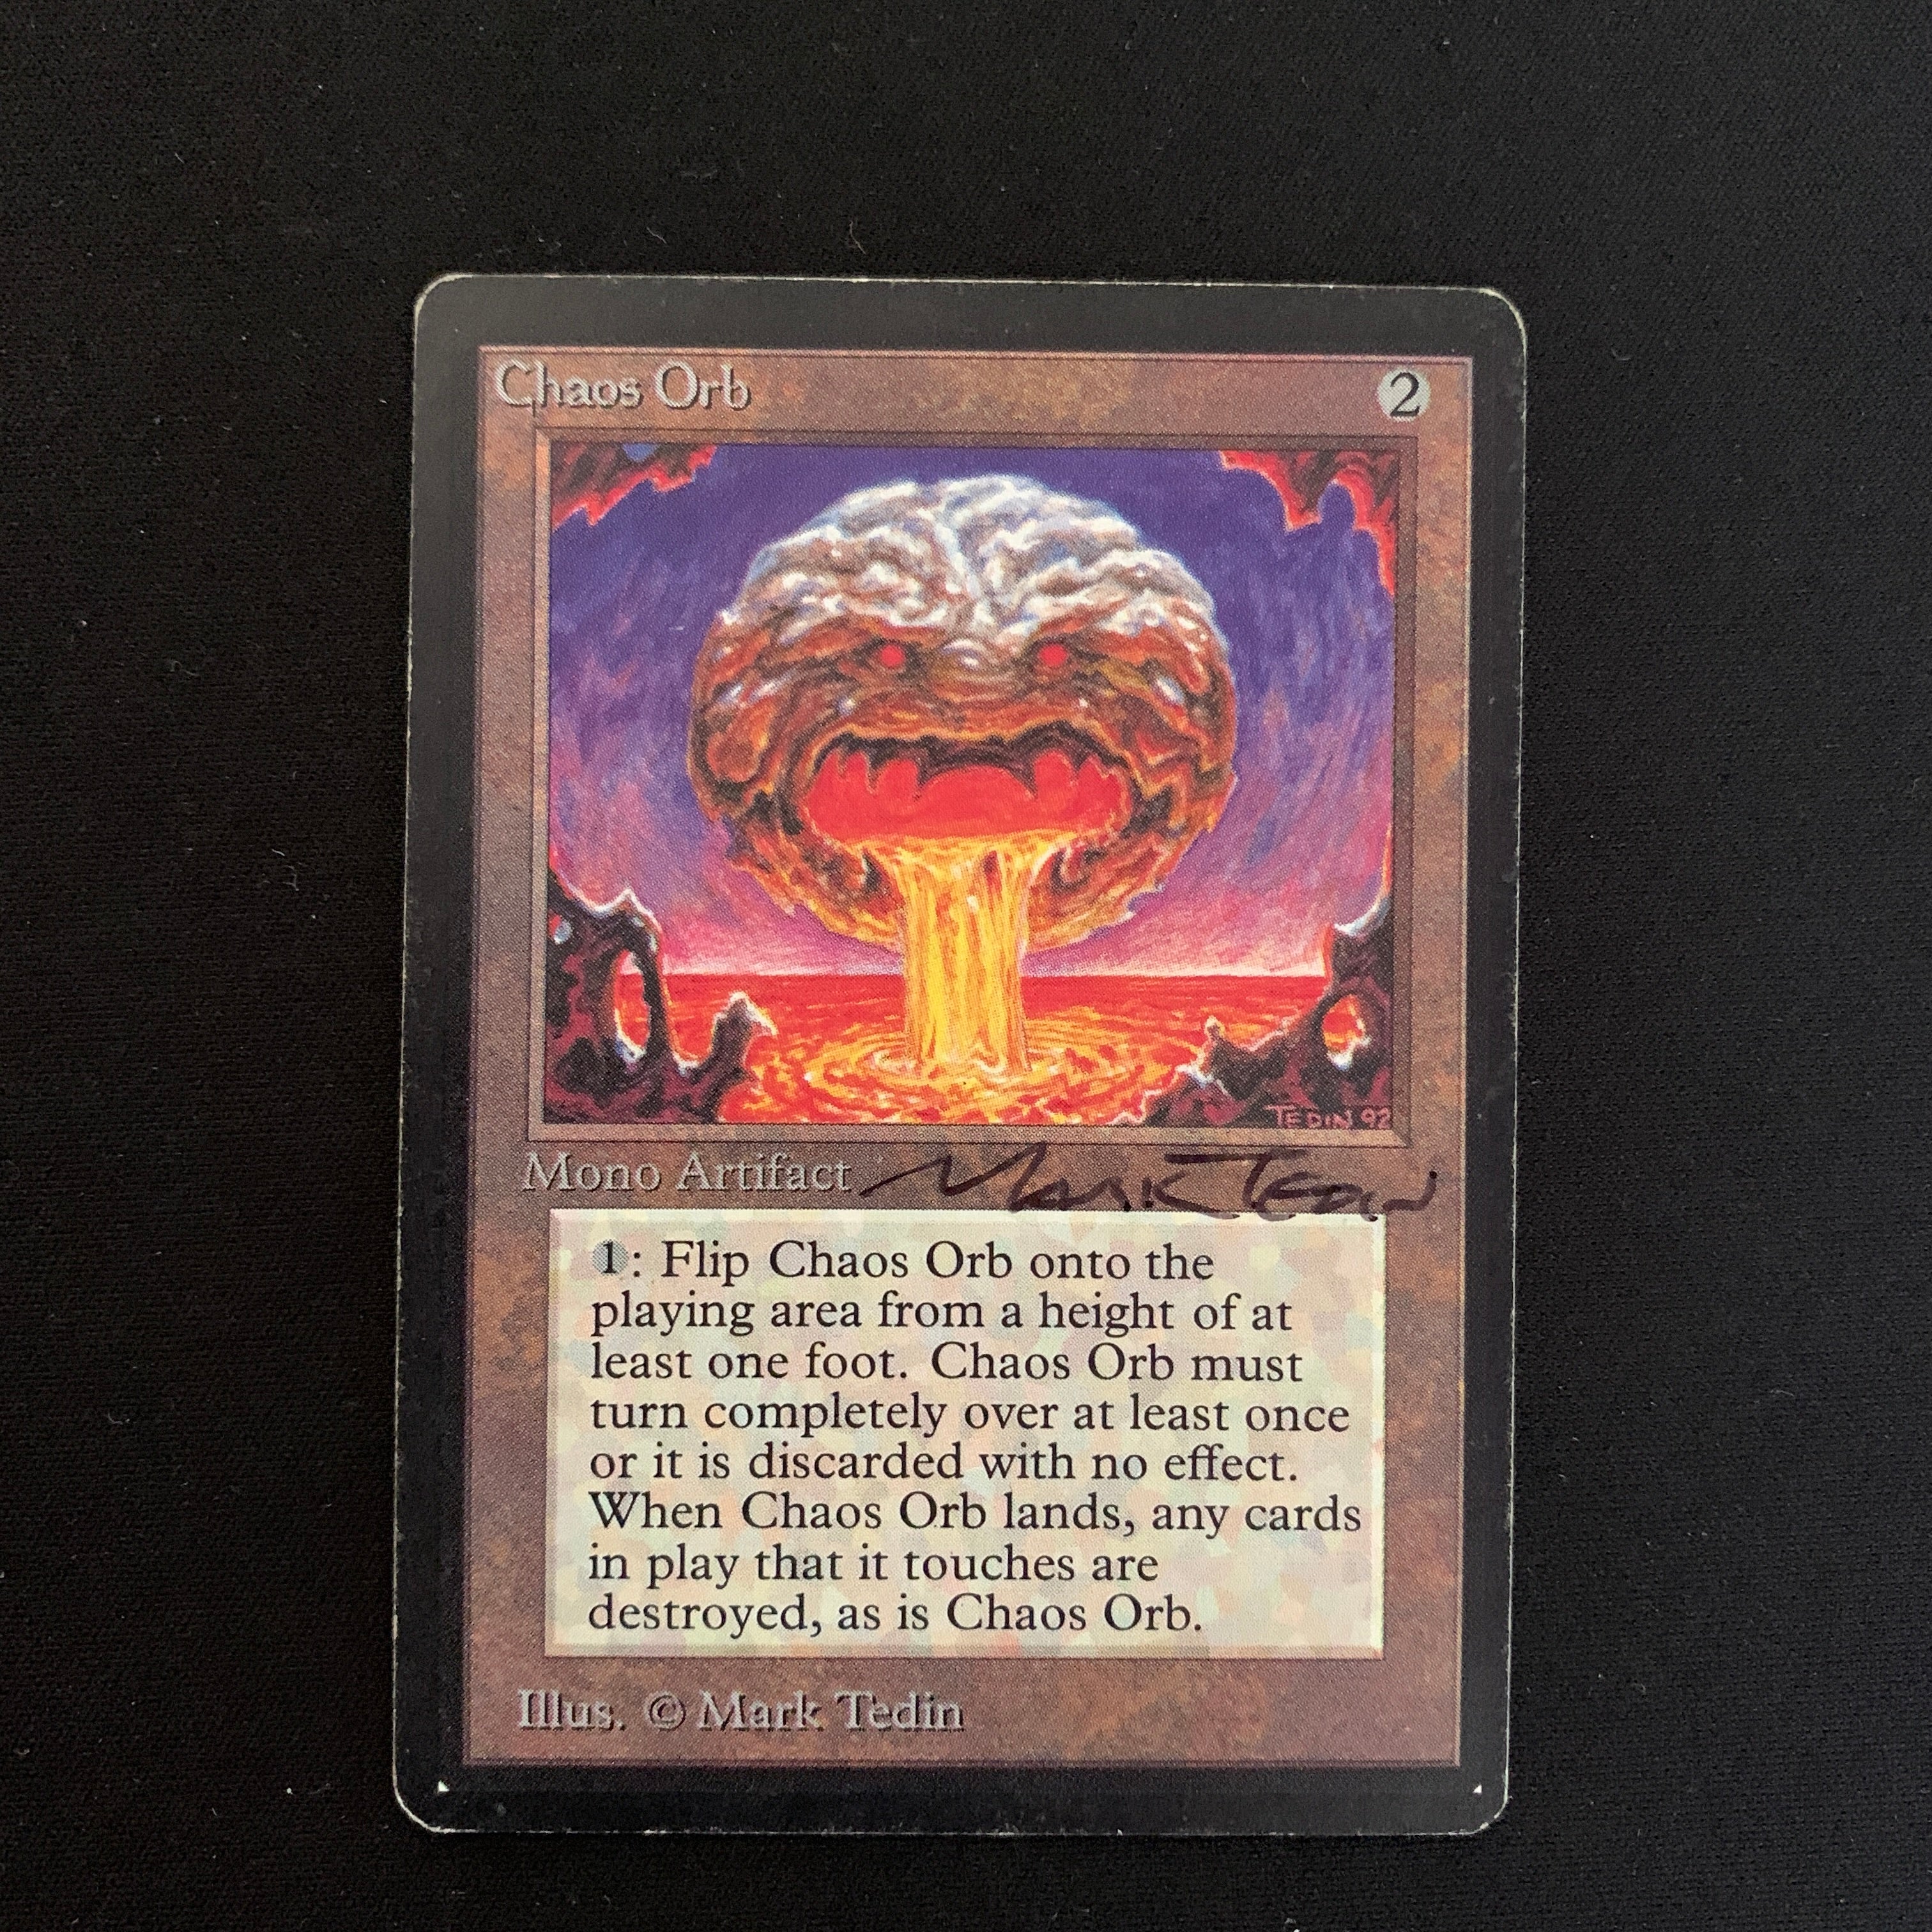 Chaos Orb 2
TEDIN 92
Mono Artifact MARK TEDIN
1: Flip Chaos Orb onto the
playing area from a height of at
least one foot. Chaos Orb must
turn completely over at least once
or it is discarded with no effect.
When Chaos Orb lands, any cards
in play that it touches are
destroyed, as is Chaos Orb.
Illus. © Mark Tedin